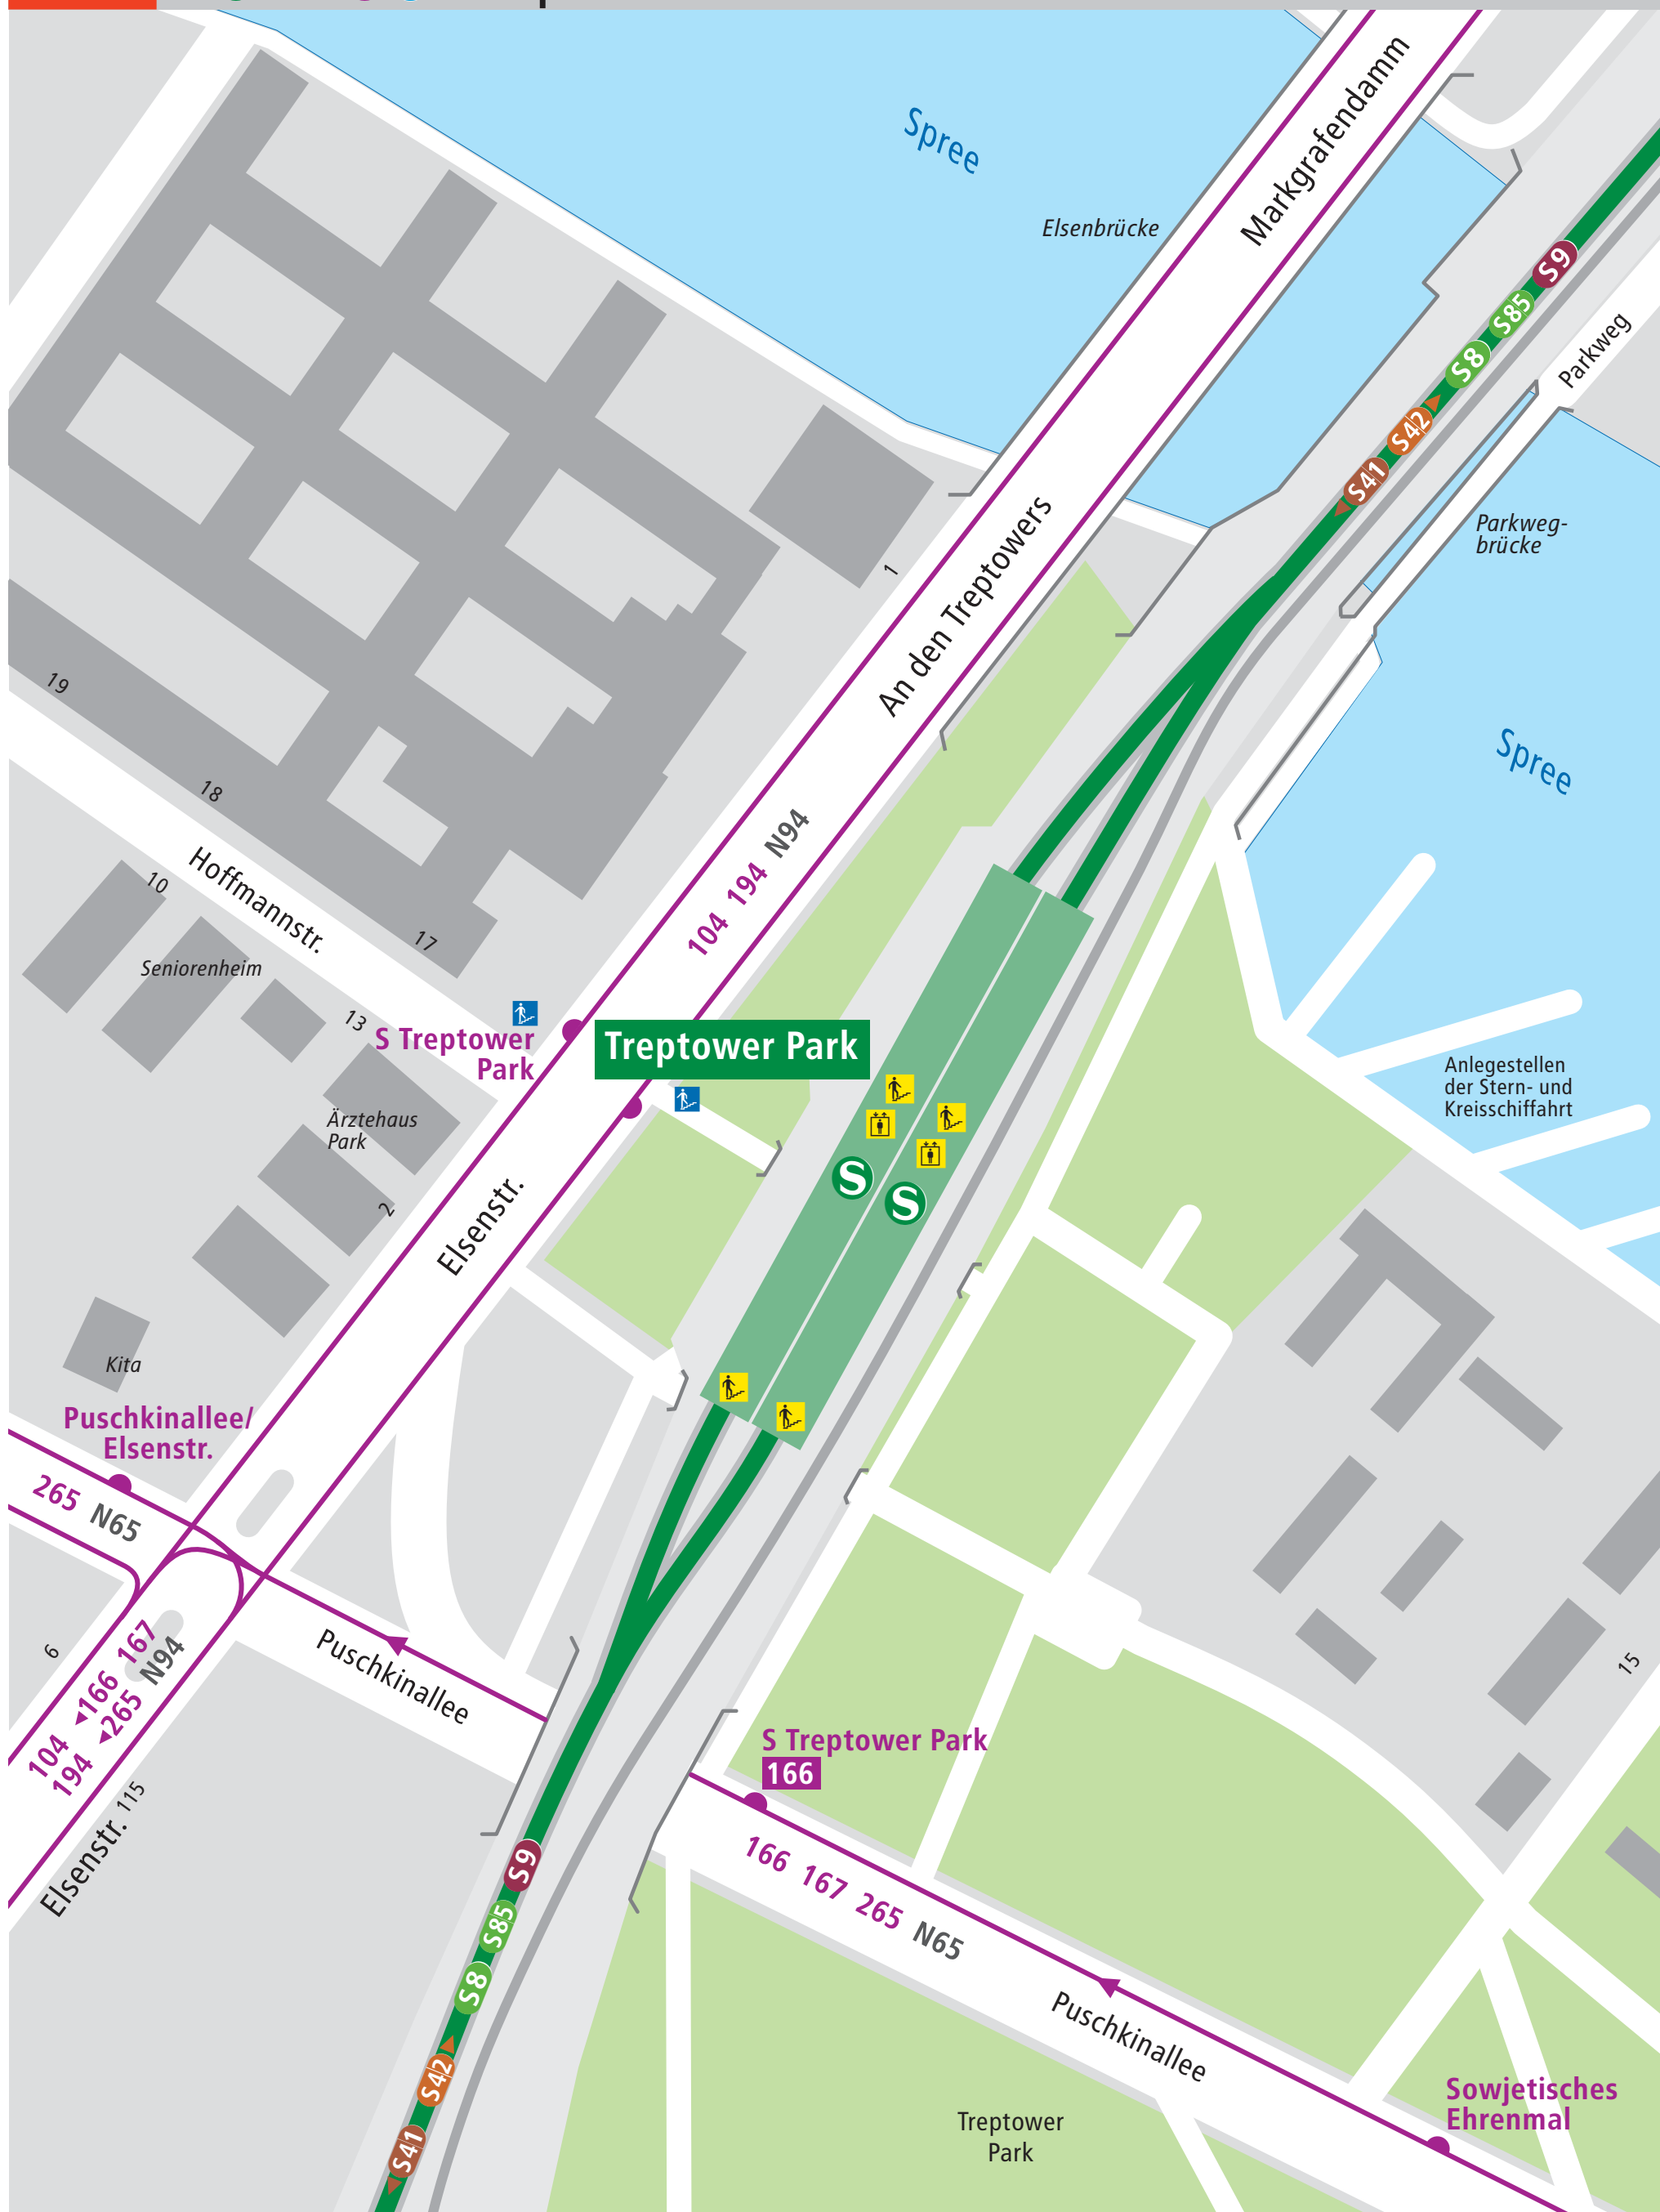 Spree
Markgrafendamm
Elsenbrücke
S9
S85
S8
S42
S41
Parkweg
Parkweg-
brücke
1
An den Treptowers
19
18
Spree
104 194 N94
Hoffmannstr.
10
17
Seniorenheim
13
S Treptower
Park
Treptower Park
Anlegestellen
der Stern- und
Kreisschiffahrt
Ärztehaus
Park
S
S
2
Elsenstr.
Kita
Puschkinallee/
Elsenstr.
265 N65
6
104 ◂166 167
194 ◂265 N94
Puschkinallee
15
S Treptower Park
166
115
Elsenstr.
166 167 265 N65
S9
S85
S8
S42
S41
Puschkinallee
Sowjetisches
Ehrenmal
Treptower
Park